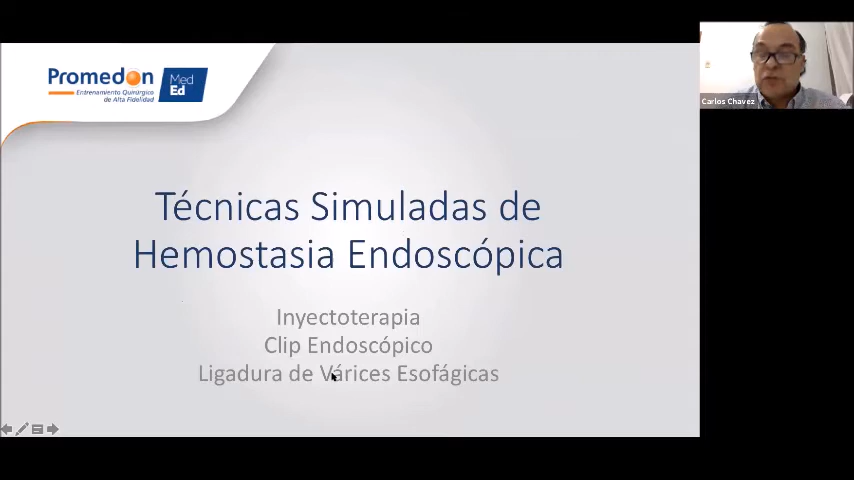 Promedon
Entrenamiento Quirúrgico
de Alta Fidelidad
Med
Ed
Carlos Chavez
Técnicas Simuladas de
Hemostasia Endoscópica
Inyectoterapia
Clip Endoscópico
Ligadura de Várices Esofágicas